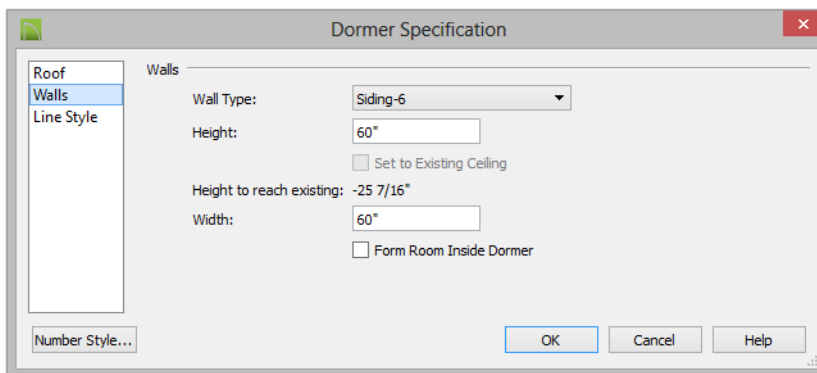 Dormer Specification
Roof
Walls
Line Style
Walls
Wall Type: Siding-6
Height: 60"
Set to Existing Ceiling
Height to reach existing: -25 7/16"
Width: 60"
Form Room Inside Dormer
Number Style... OK Cancel Help